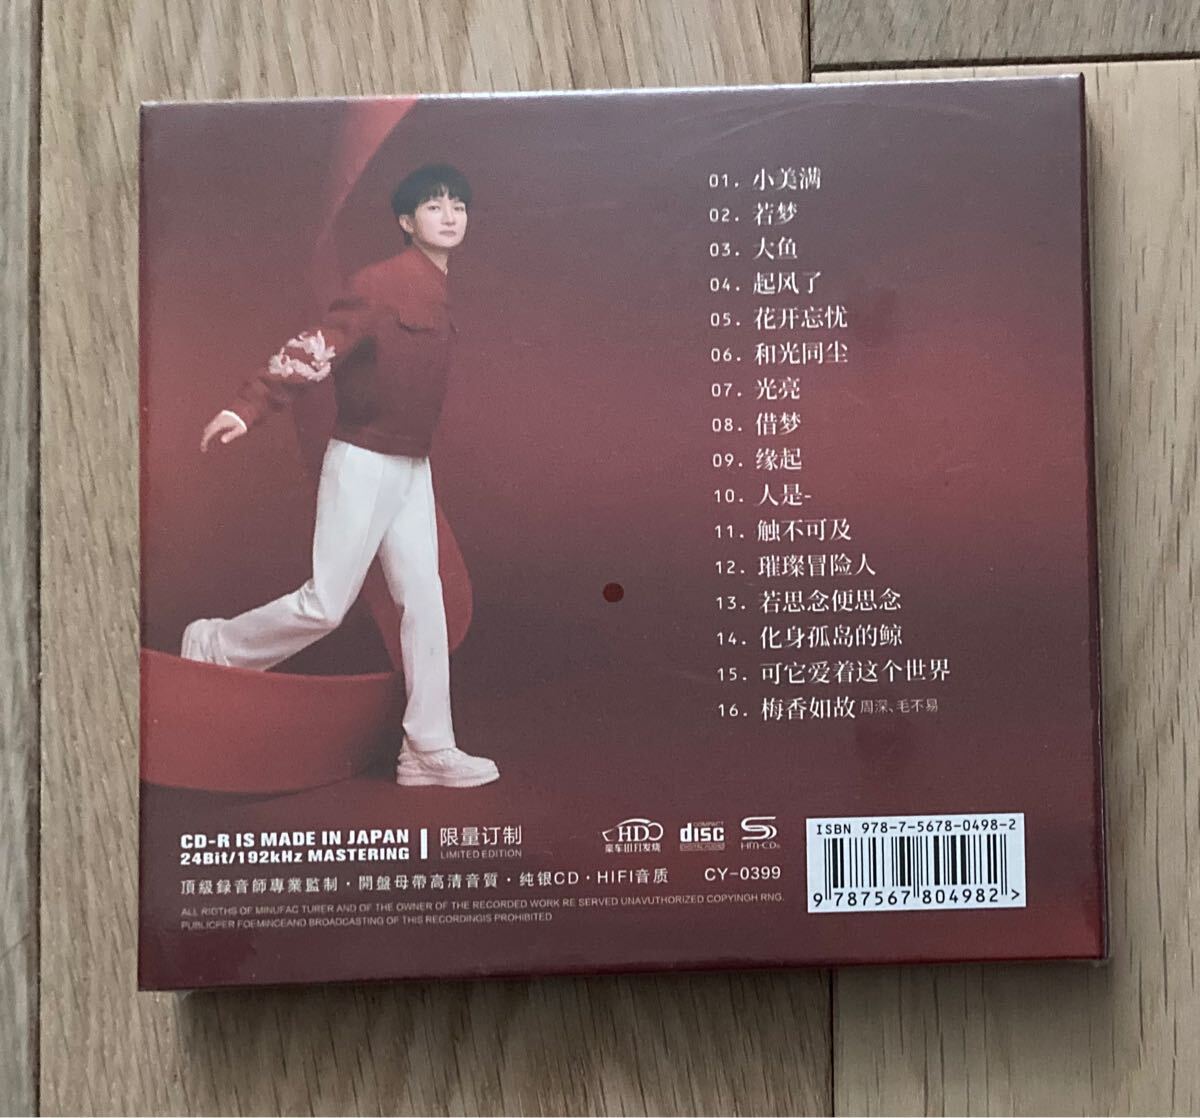 01. 小美满
02. 若梦
03. 大鱼
04. 起风了
05. 花开忘忧
06. 和光同尘
07. 光亮
08. 借梦
09. 缘起
10. 人是-
11. 触不可及
12. 璀璨冒险人
13. 若思念便思念
14. 化身孤岛的鲸
15. 可它爱着这个世界
16. 梅香如故 周深、毛不易
CD-R IS MADE IN JAPAN
24Bit/192kHz MASTERING
限量订制
LIMITED EDITION
HD
COMPACT
disc
DIGITAL AUDIO
HM-CDs
頂級録音師專業監制·開盤母帶高清音質·纯银CD·HIFI音质 CY-0399
ALL RIGTHS OF MINUFAC TURER AND OF THE OWNER OF THE RECORDED WORK RE SERVED UNAVUTHORIZED COPYINGH RNG.
PUBLICPER FOEMINCEAND BROADCASTING OF THIS RECORDINGIS PROHIBITED
ISBN 978-7-5678-0498-2
9 787567 804982 >